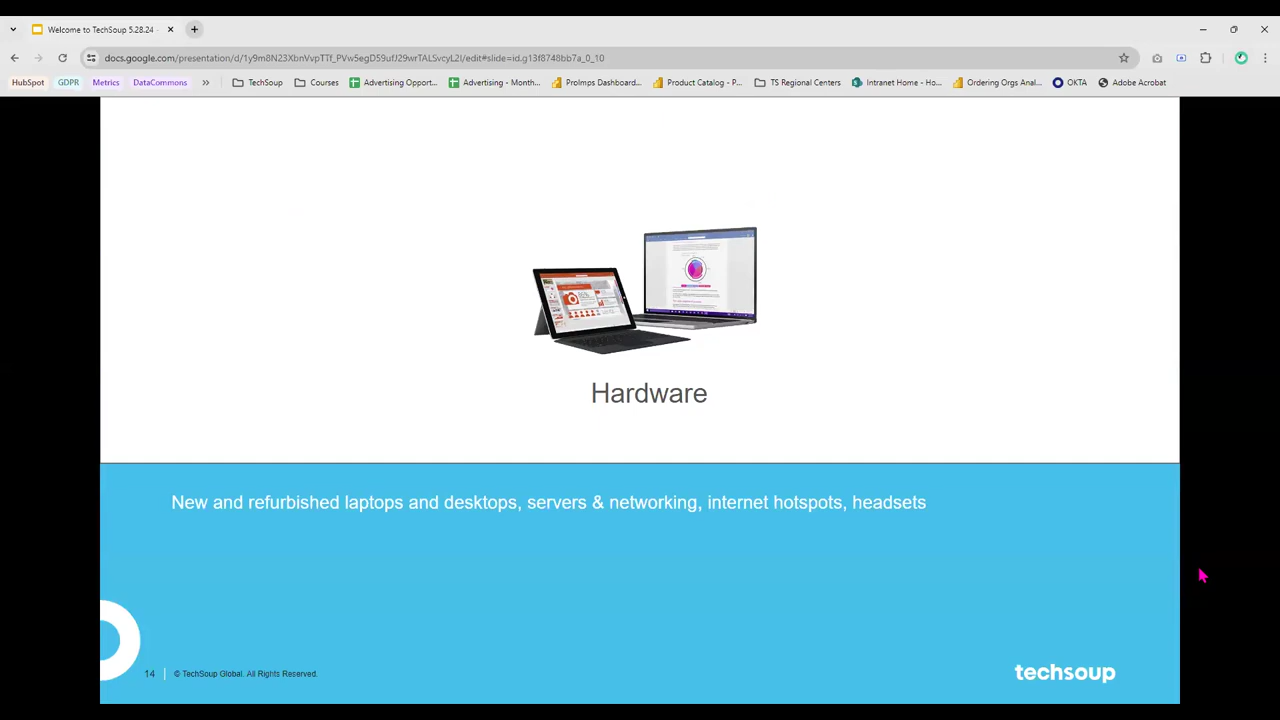 Welcome to TechSoup 5.28.24 -
docs.google.com/presentation/d/1y9m8N23XbnVvpTTf_PVw5egD59ufJ29wrTALSvcyL2I/edit#slide=id.g13f8748bb7a_0_10
HubSpot GDPR Metrics DataCommons » TechSoup Courses Advertising Opport... Advertising - Month... ProImps Dashboard... Product Catalog - P... TS Regional Centers Intranet Home - Ho... Ordering Orgs Anal... OKTA Adobe Acrobat
Hardware
New and refurbished laptops and desktops, servers & networking, internet hotspots, headsets
14 | © TechSoup Global. All Rights Reserved.
techsoup